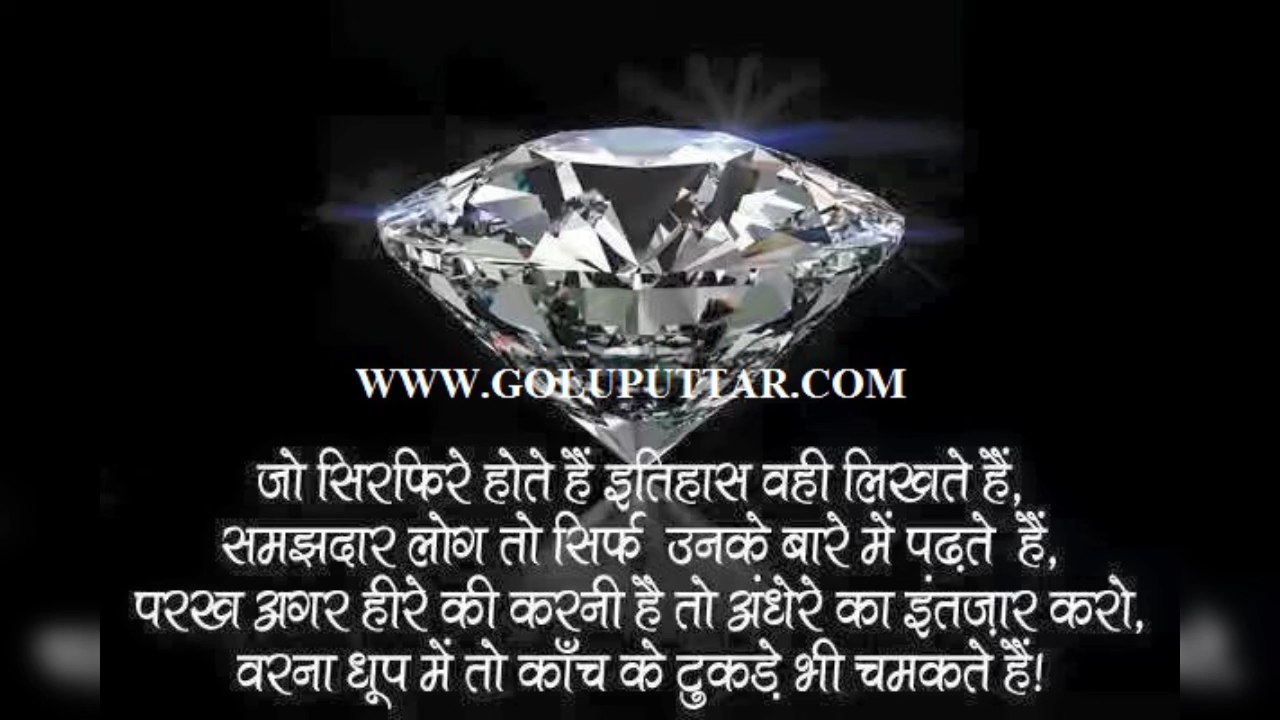 WWW.GOLUPUTTAR.COM
जो सिरफिरे होते हैं इतिहास वही लिखते हैं,
समझदार लोग तो सिर्फ उनके बारे में पढ़ते हैं,
परख अगर हीरे की करनी है तो अंधेरे का इंतज़ार करो,
वरना धूप में तो काँच के टुकड़े भी चमकते हैं!